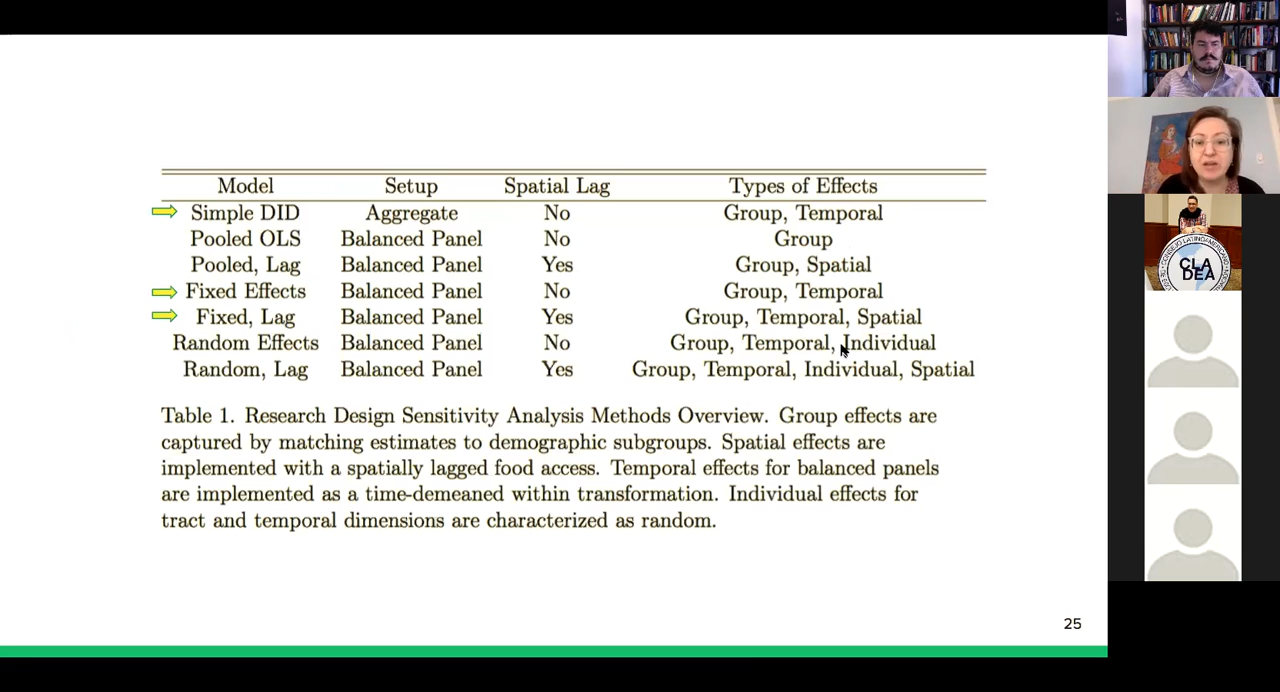 Model Setup Spatial Lag Types of Effects
Simple DID Aggregate No Group, Temporal
Pooled OLS Balanced Panel No Group
Pooled, Lag Balanced Panel Yes Group, Spatial
Fixed Effects Balanced Panel No Group, Temporal
Fixed, Lag Balanced Panel Yes Group, Temporal, Spatial
Random Effects Balanced Panel No Group, Temporal, Individual
Random, Lag Balanced Panel Yes Group, Temporal, Individual, Spatial
Table 1. Research Design Sensitivity Analysis Methods Overview. Group effects are
captured by matching estimates to demographic subgroups. Spatial effects are
implemented with a spatially lagged food access. Temporal effects for balanced panels
are implemented as a time-demeaned within transformation. Individual effects for
tract and temporal dimensions are characterized as random.
25
CLA
DEA